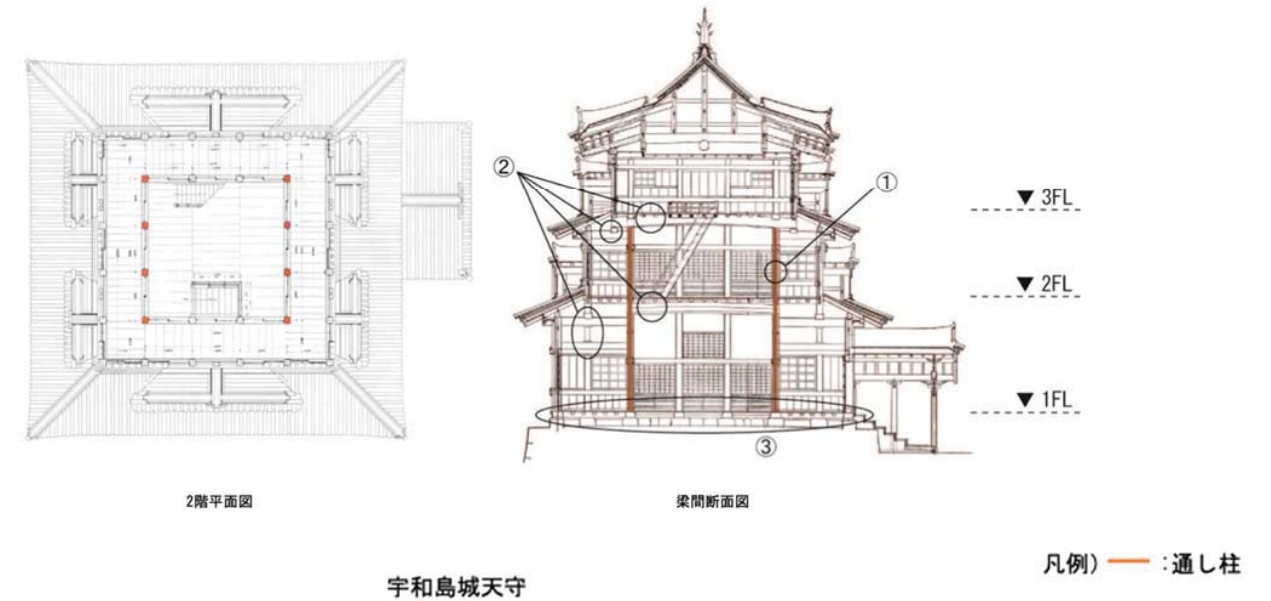 ②
①
③
▼ 3FL
▼ 2FL
▼ 1FL
2階平面図
梁間断面図
宇和島城天守
凡例） ━━ :通し柱